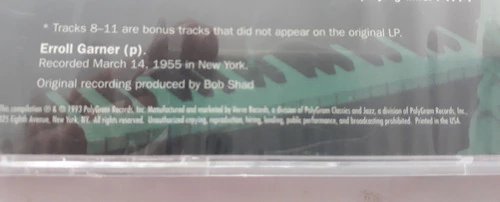 * Tracks 8–11 are bonus tracks that did not appear on the original LP.
Erroll Garner (p).
Recorded March 14, 1955 in New York.
Original recording produced by Bob Shad
This compilation ℗ & © 1997 PolyGram Records, Inc. Manufactured and marketed by Verve Records, a division of PolyGram Classics and Jazz, a division of PolyGram Records, Inc.,
825 Eighth Avenue, New York, NY. All rights reserved. Unauthorized copying, reproduction, hiring, lending, public performance, and broadcasting prohibited. Printed in the USA.